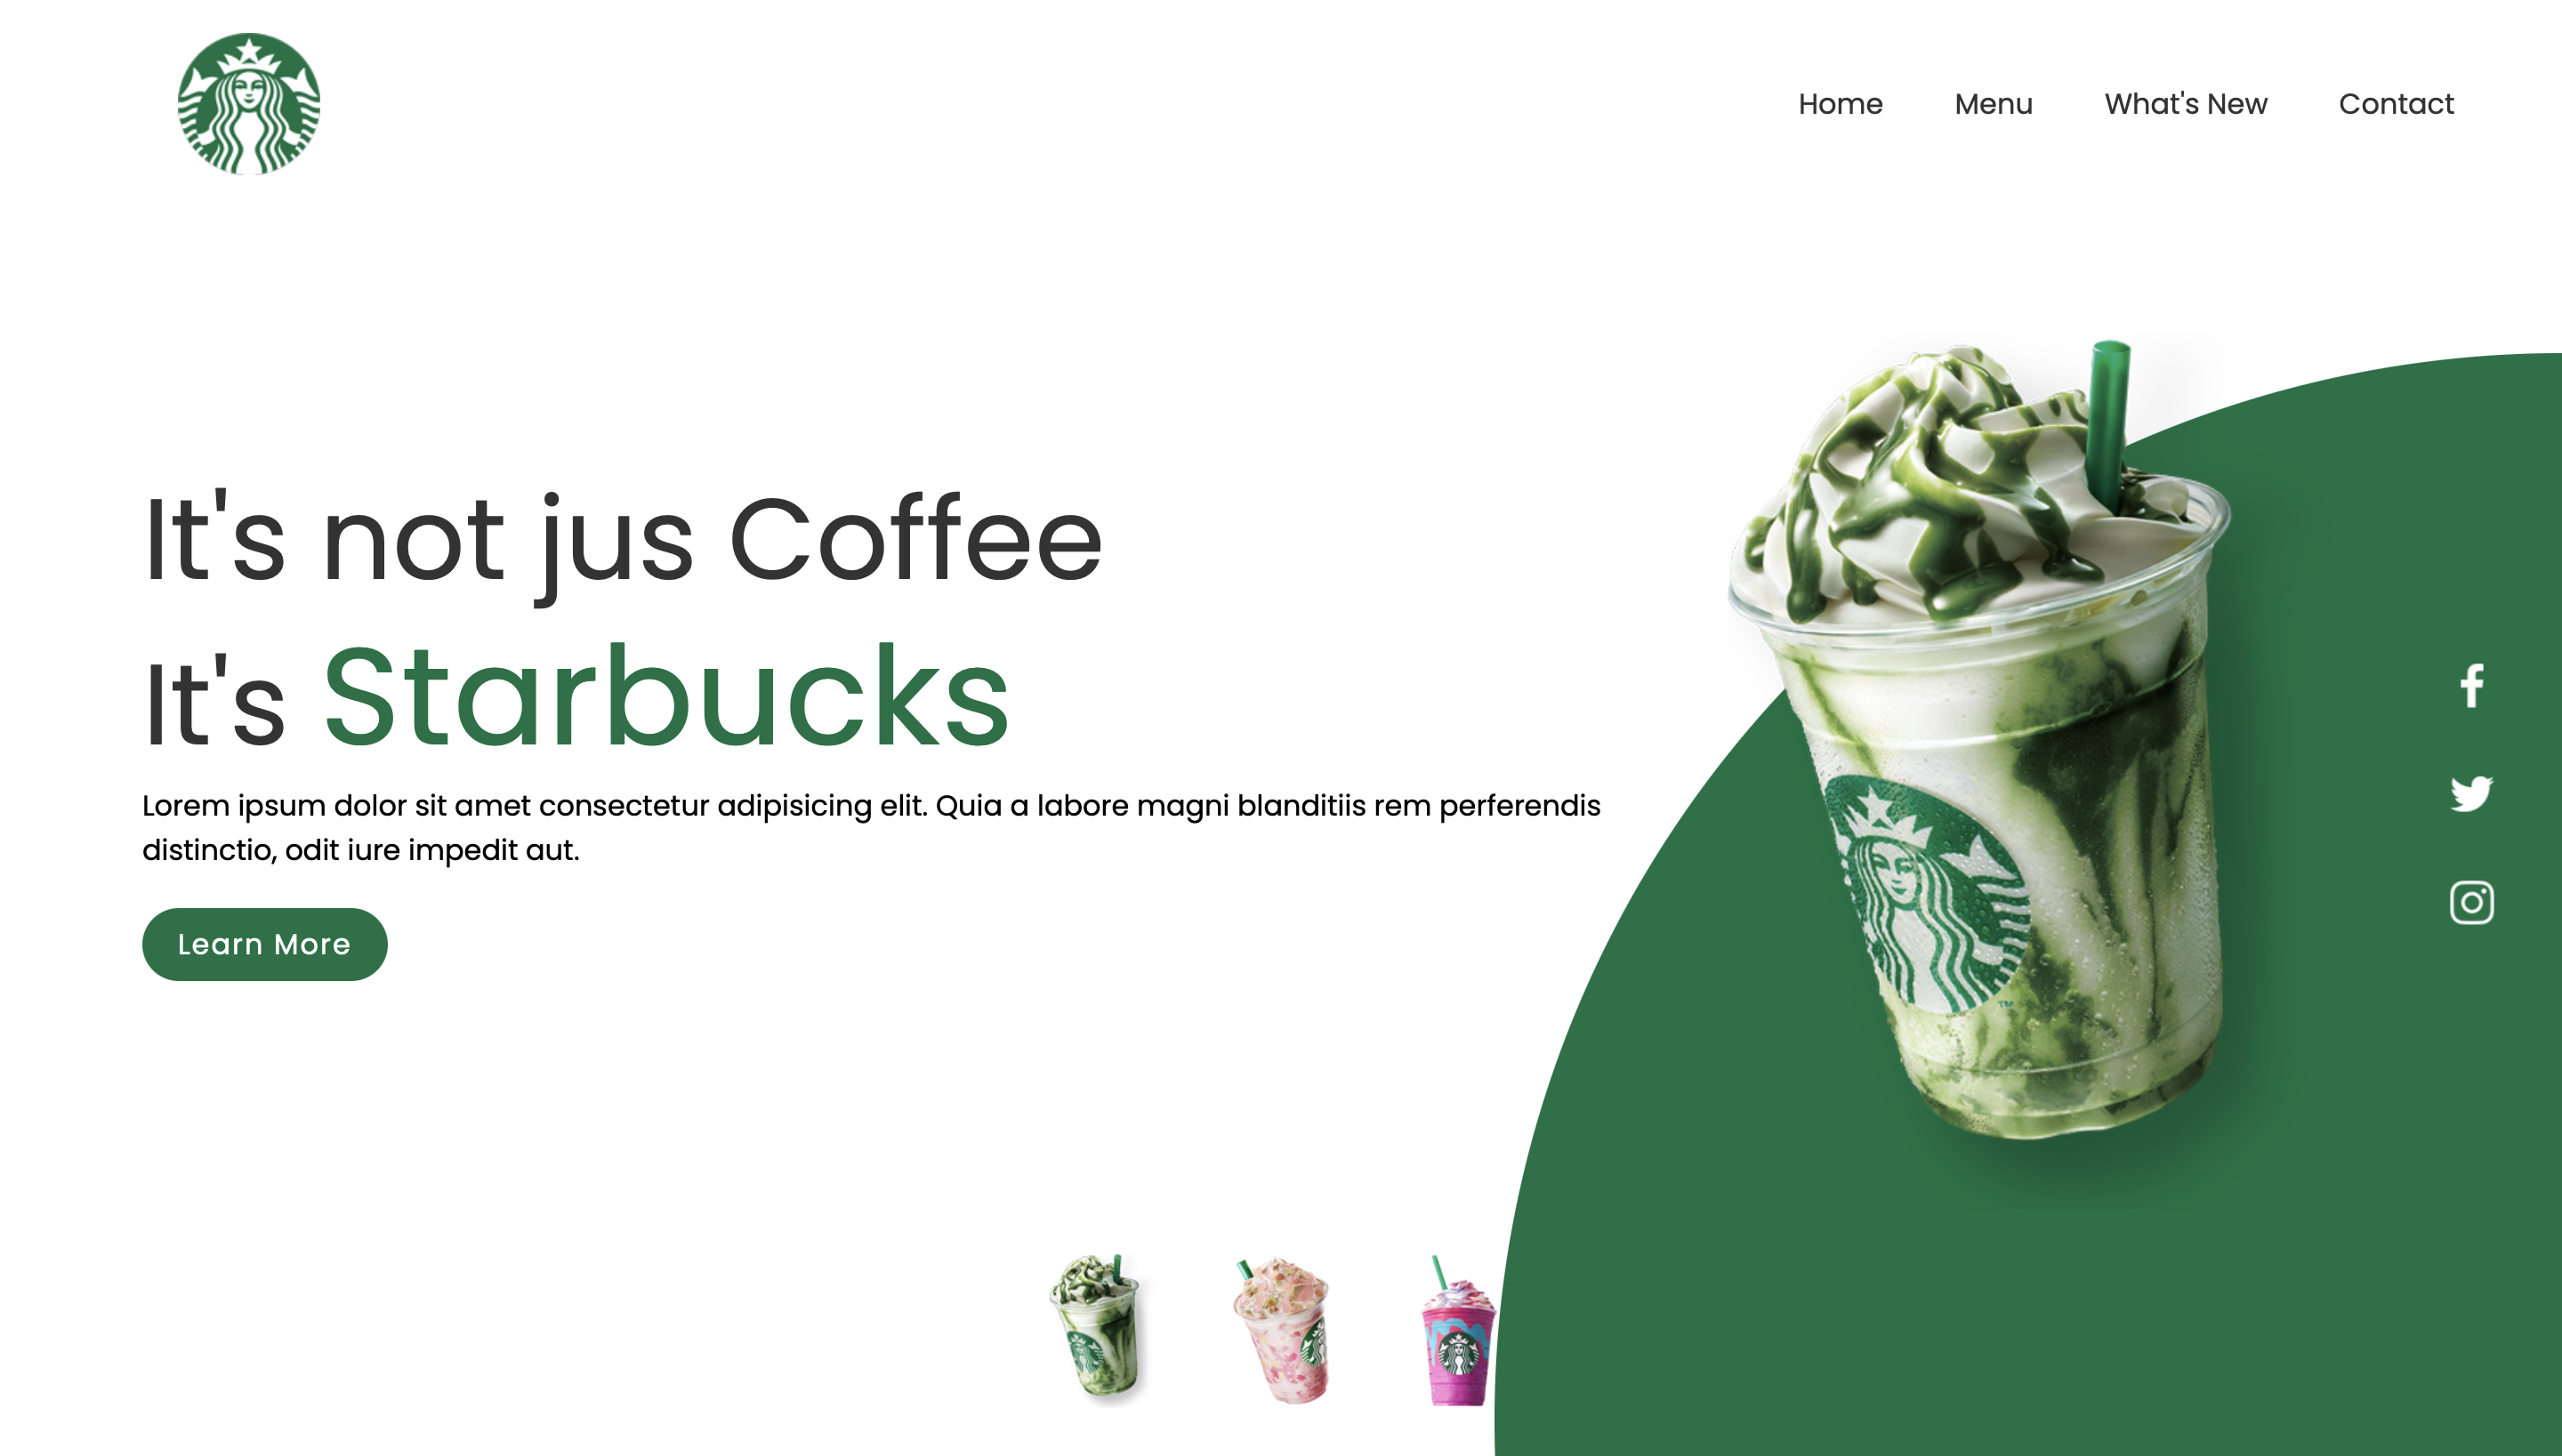 Home Menu What's New Contact
It's not jus Coffee
It's Starbucks
Lorem ipsum dolor sit amet consectetur adipisicing elit. Quia a labore magni blanditiis rem perferendis
distinctio, odit iure impedit aut.
Learn More
TM